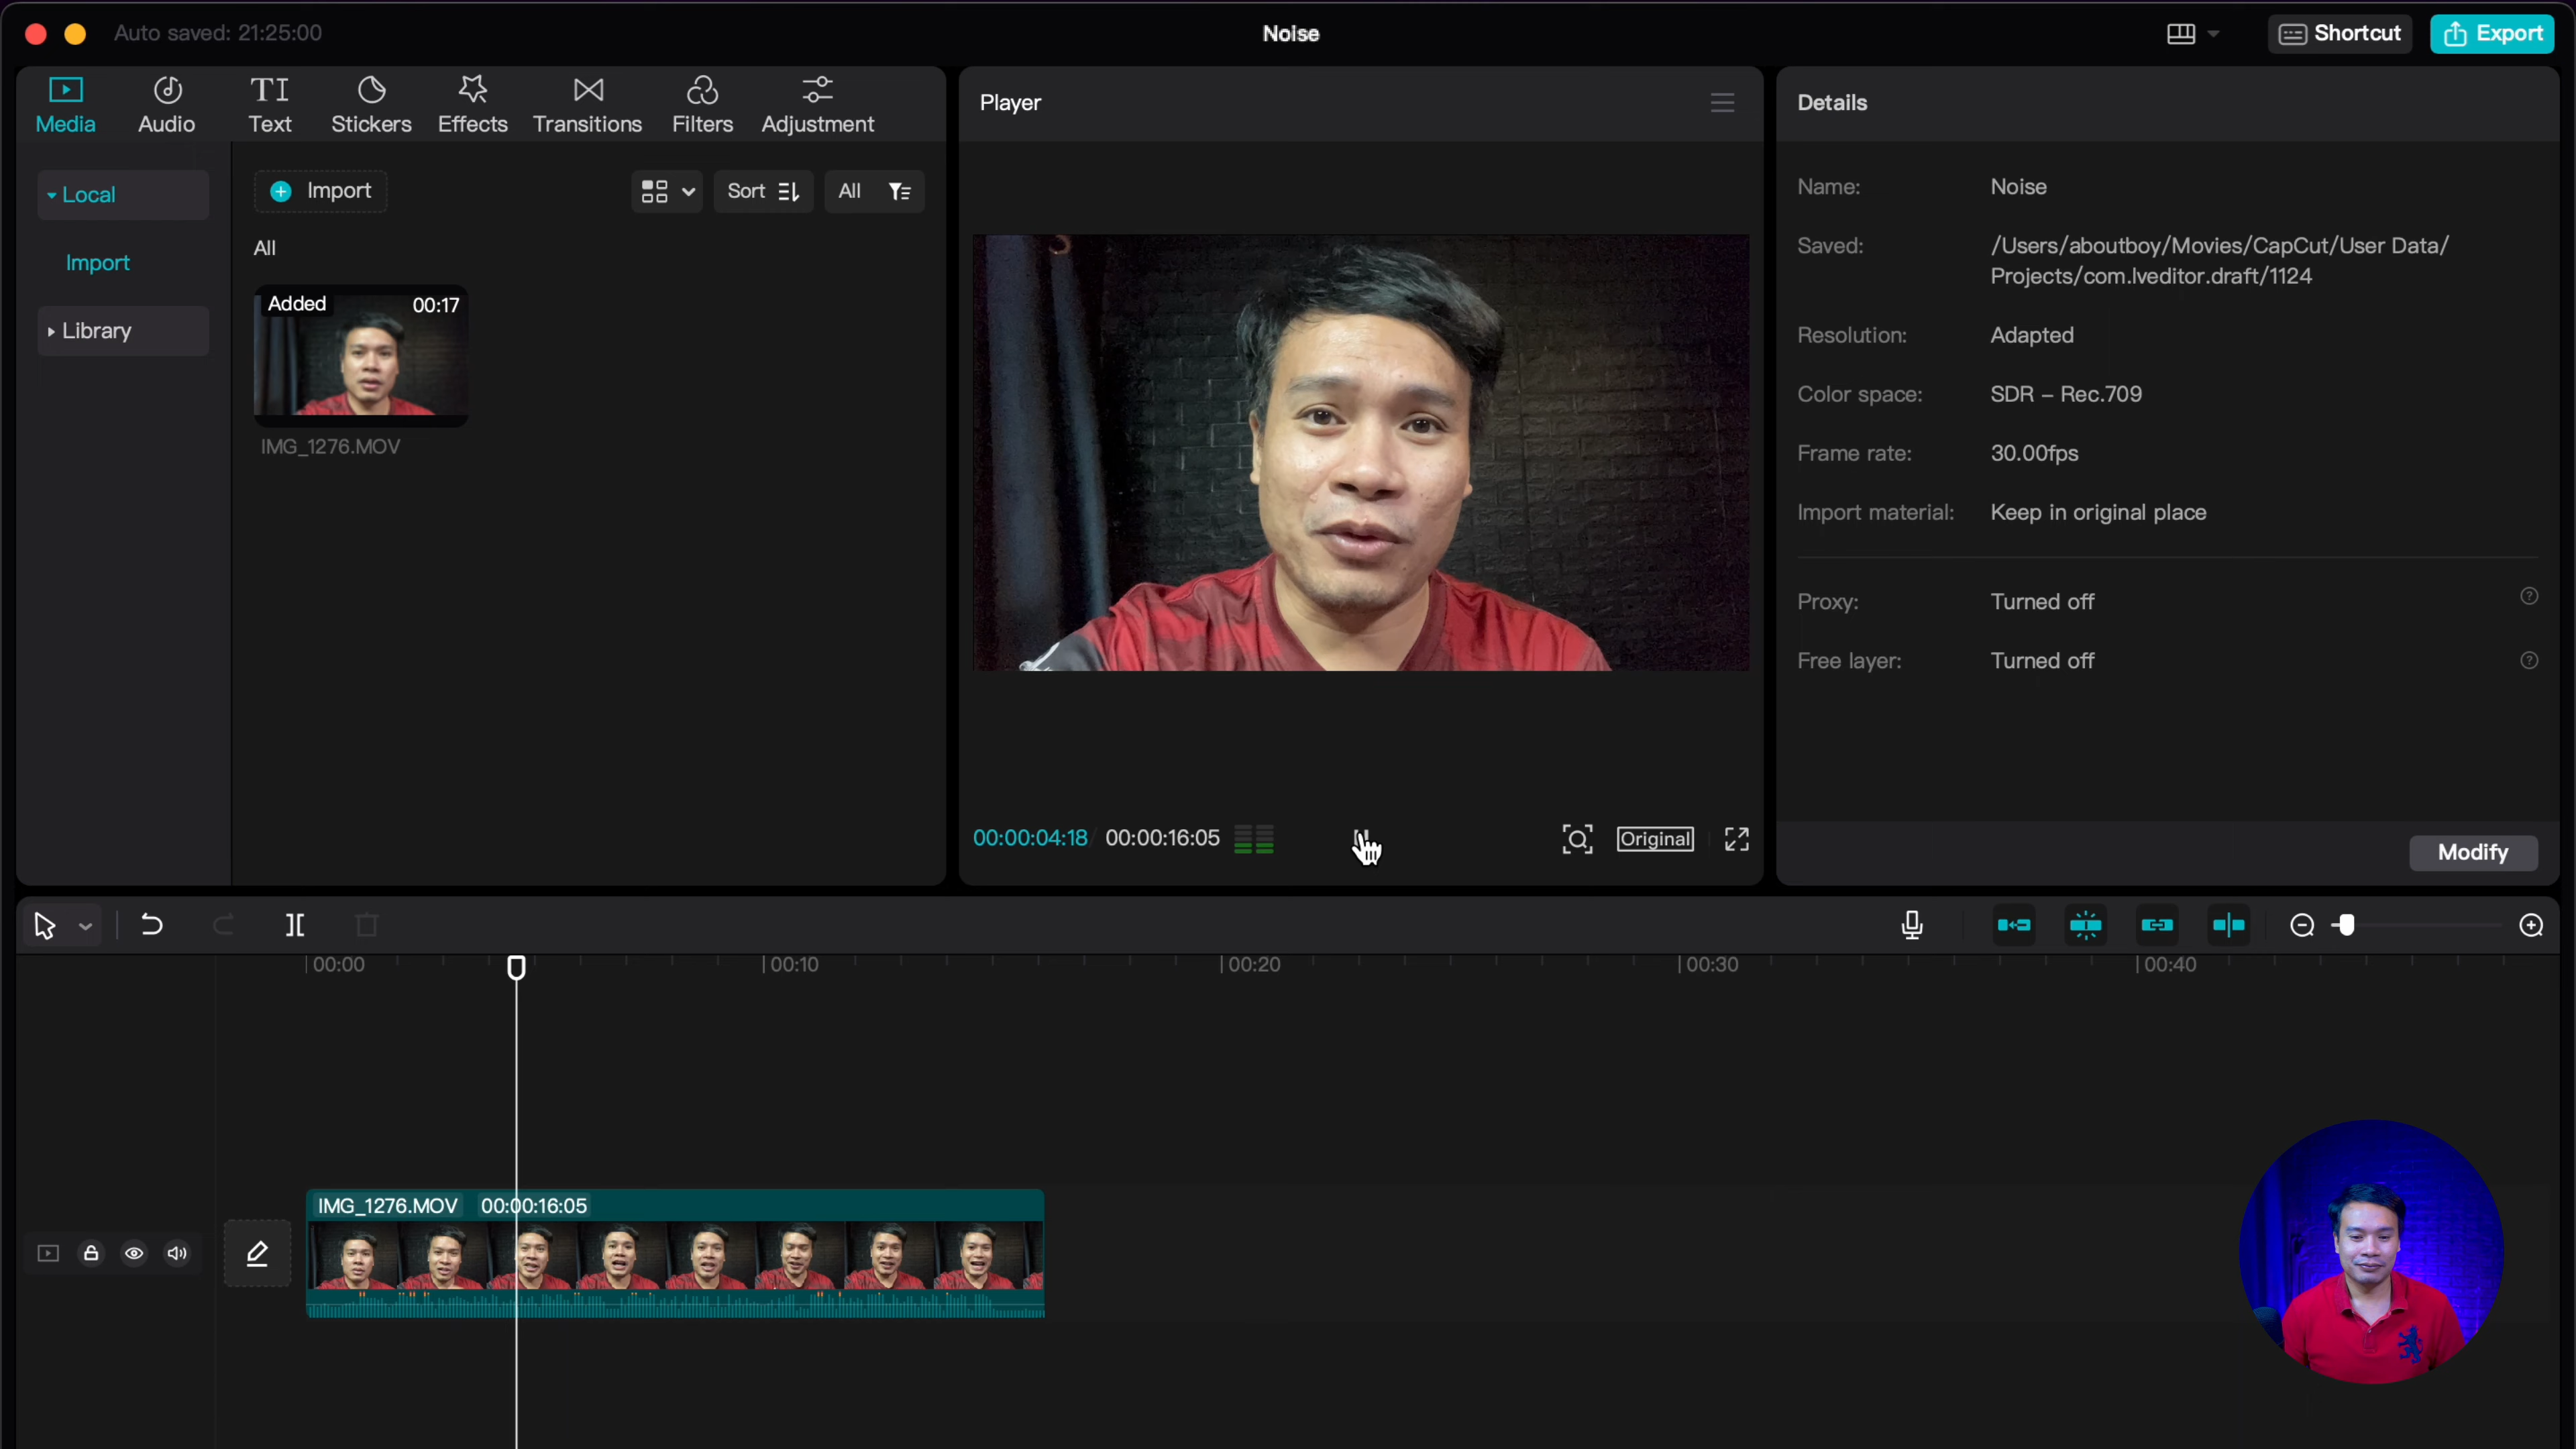 Auto saved: 21:25:00
Noise
Shortcut
Export
Media
Audio
TI
Text
Stickers
Effects
Transitions
Filters
Adjustment
Local
Import
Library
Import
Sort
All
All
Added
00:17
IMG_1276.MOV
Player
00:00:04:18 / 00:00:16:05
Original
Details
Name: Noise
Saved: /Users/aboutboy/Movies/CapCut/User Data/
Projects/com.lveditor.draft/1124
Resolution: Adapted
Color space: SDR – Rec.709
Frame rate: 30.00fps
Import material: Keep in original place
Proxy: Turned off
Free layer: Turned off
Modify
00:00
00:10
00:20
00:30
00:40
IMG_1276.MOV 00:00:16:05